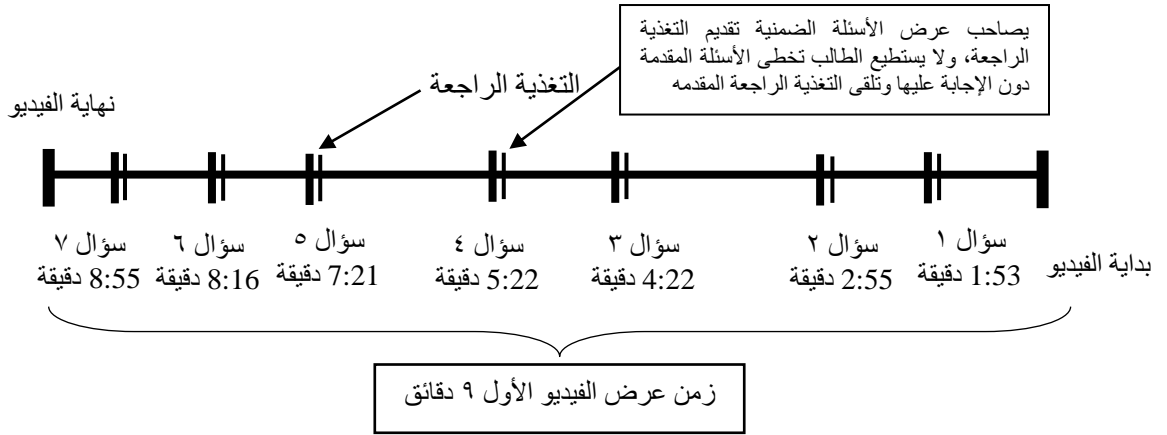 يصاحب عرض الأسئلة الضمنية تقديم التغذية
الراجعة، ولا يستطيع الطالب تخطى الأسئلة المقدمة
دون الإجابة عليها وتلقى التغذية الراجعة المقدمه
التغذية الراجعة
نهاية الفيديو
بداية الفيديو
سؤال ١
1:53 دقيقة
سؤال ٢
2:55 دقيقة
سؤال ٣
4:22 دقيقة
سؤال ٤
5:22 دقيقة
سؤال ٥
7:21 دقيقة
سؤال ٦
8:16 دقيقة
سؤال ٧
8:55 دقيقة
زمن عرض الفيديو الأول ٩ دقائق